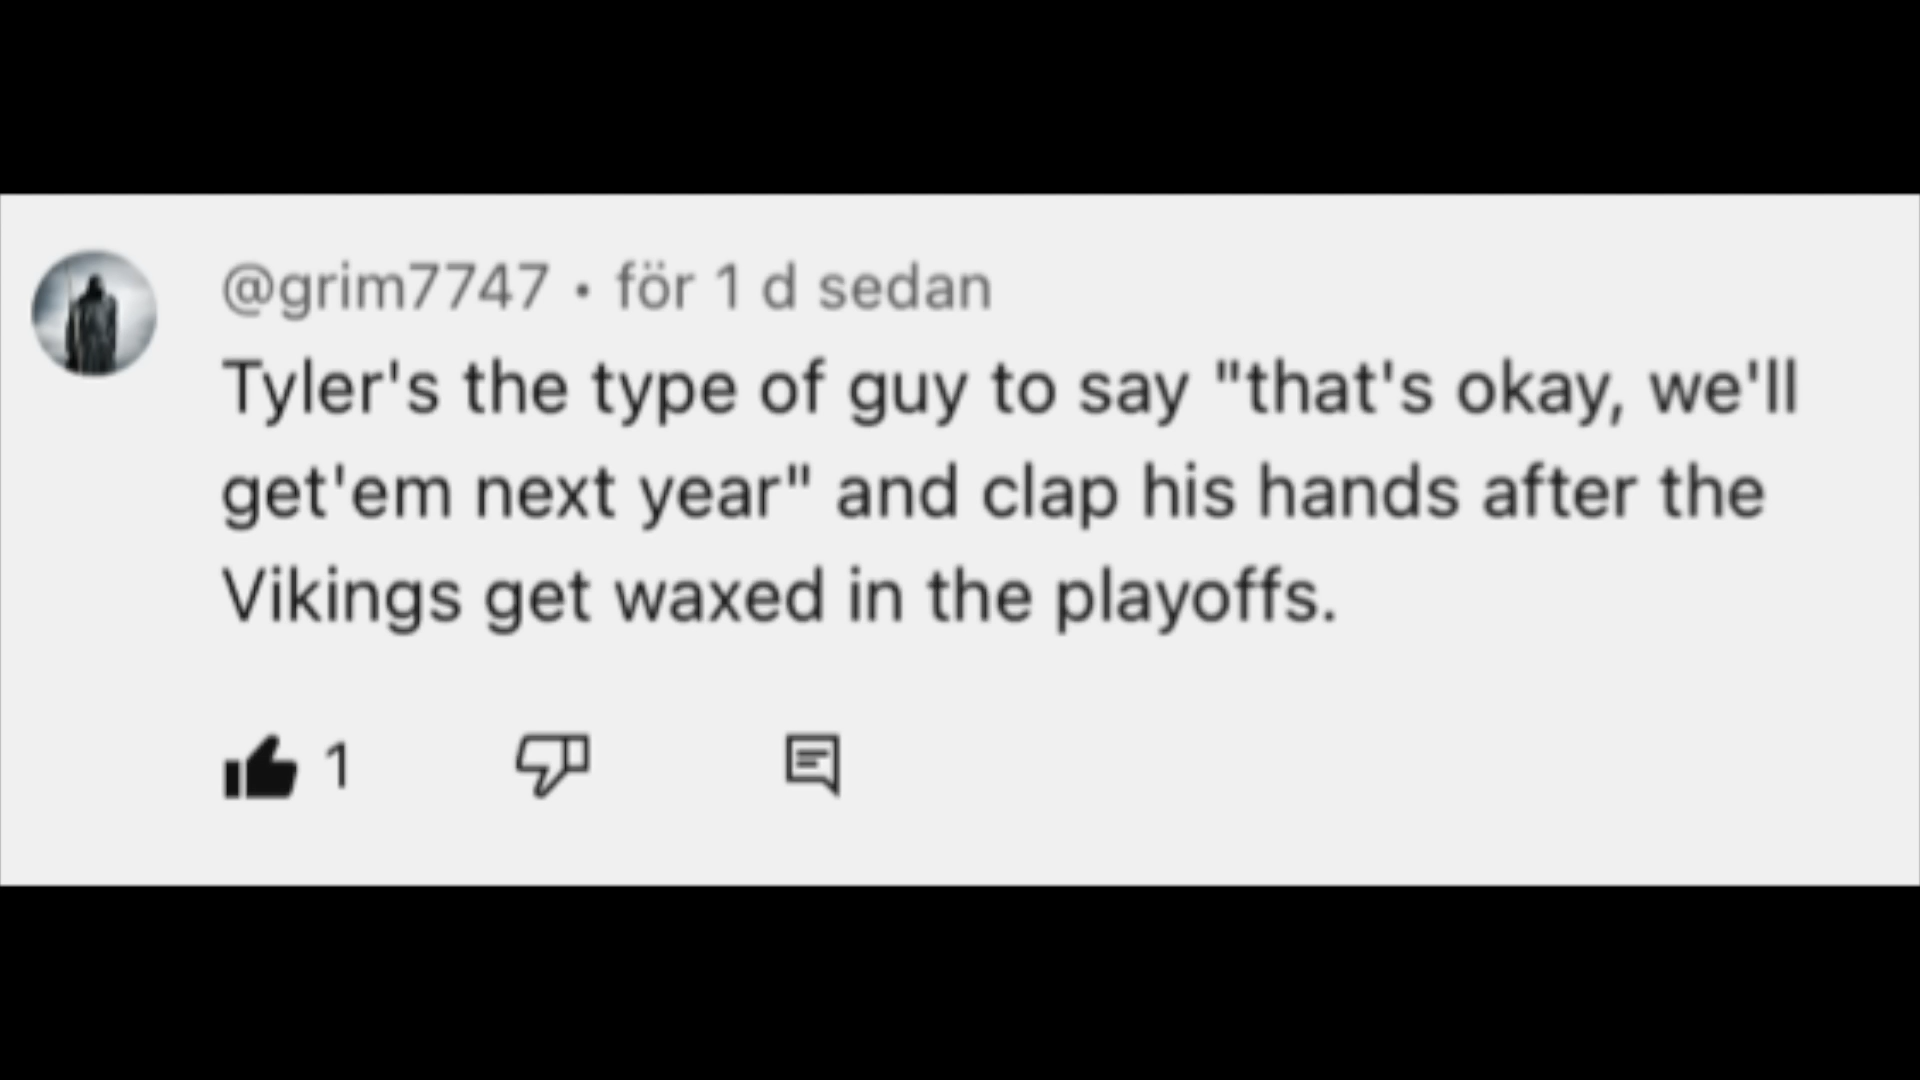 @grim7747 • för 1 d sedan
Tyler's the type of guy to say "that's okay, we'll
get'em next year" and clap his hands after the
Vikings get waxed in the playoffs.
1